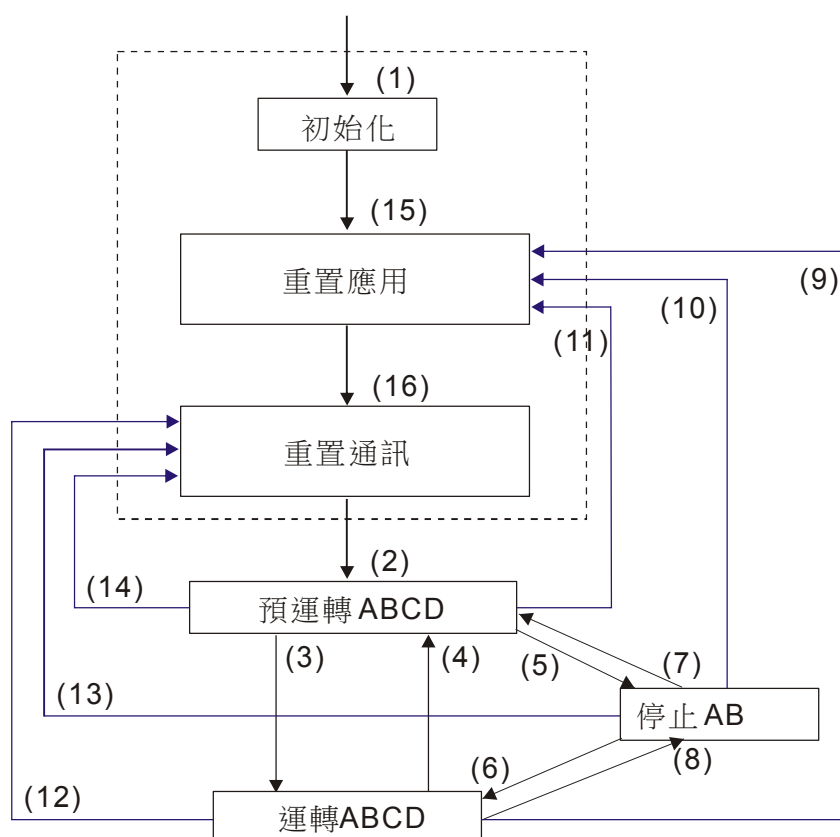 (1)
初始化
(15)
重置應用
(9)
(10)
(11)
(16)
重置通訊
(2)
(14)
預運轉 ABCD
(3)
(4)
(5)
(7)
(13)
停止 AB
(6)
(8)
(12)
運轉ABCD